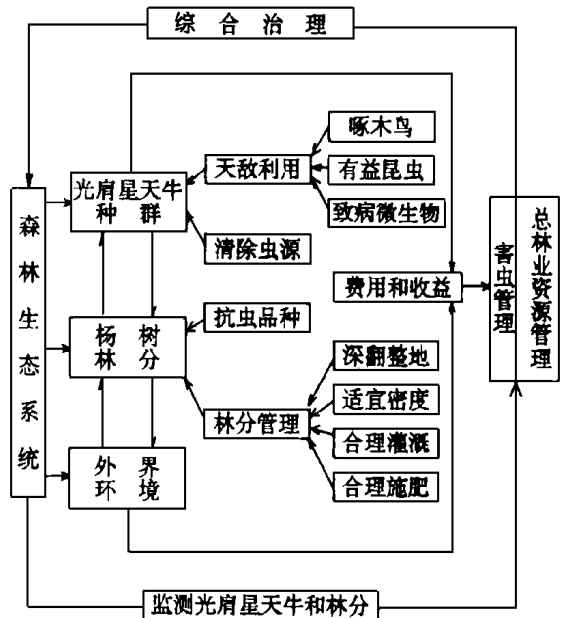 综合治理
啄木鸟
天敌利用
有益昆虫
致病微生物
光肩星天牛
种群
清除虫源
森林生态系统
费用和收益
害虫管理
总林业资源管理
抗虫品种
杨树
林分
深翻整地
适宜密度
林分管理
合理灌溉
合理施肥
外界
环境
监测光肩星天牛和林分